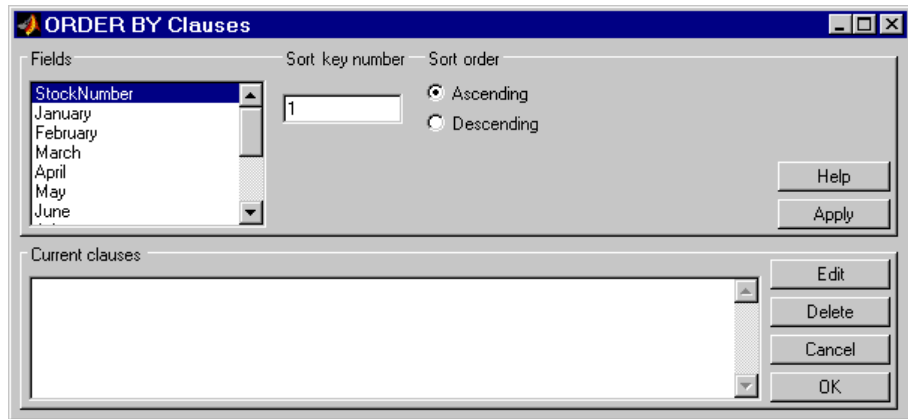 ORDER BY Clauses
Fields
Sort key number
Sort order
StockNumber
January
February
March
April
May
June
1
Ascending
Descending
Help
Apply
Current clauses
Edit
Delete
Cancel
OK